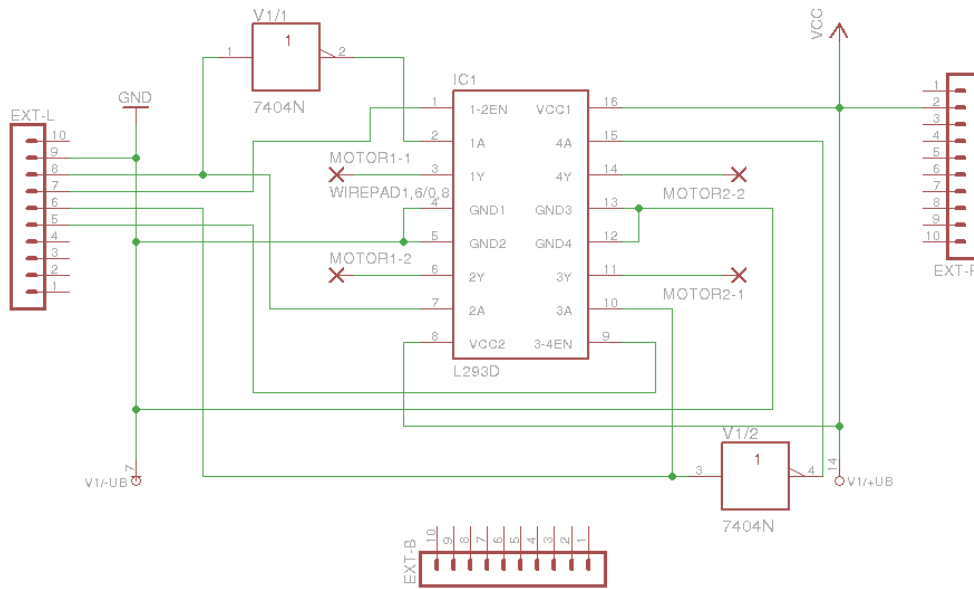 V1/1
1
1
2
7404N
VCC
GND
EXT-L
10
9
8
7
6
5
4
3
2
1
IC1
1
1-2EN
VCC1
16
2
1A
4A
15
3
1Y
4Y
14
4
GND1
GND3
13
5
GND2
GND4
12
6
2Y
3Y
11
7
2A
3A
10
8
VCC2
3-4EN
9
L293D
MOTOR1-1
WIREPAD1,6/0,8
MOTOR1-2
MOTOR2-2
MOTOR2-1
1
2
3
4
5
6
7
8
9
10
V1/2
3
1
4
7404N
7
V1/-UB
14
V1/+UB
EXT-B
10
9
8
7
6
5
4
3
2
1